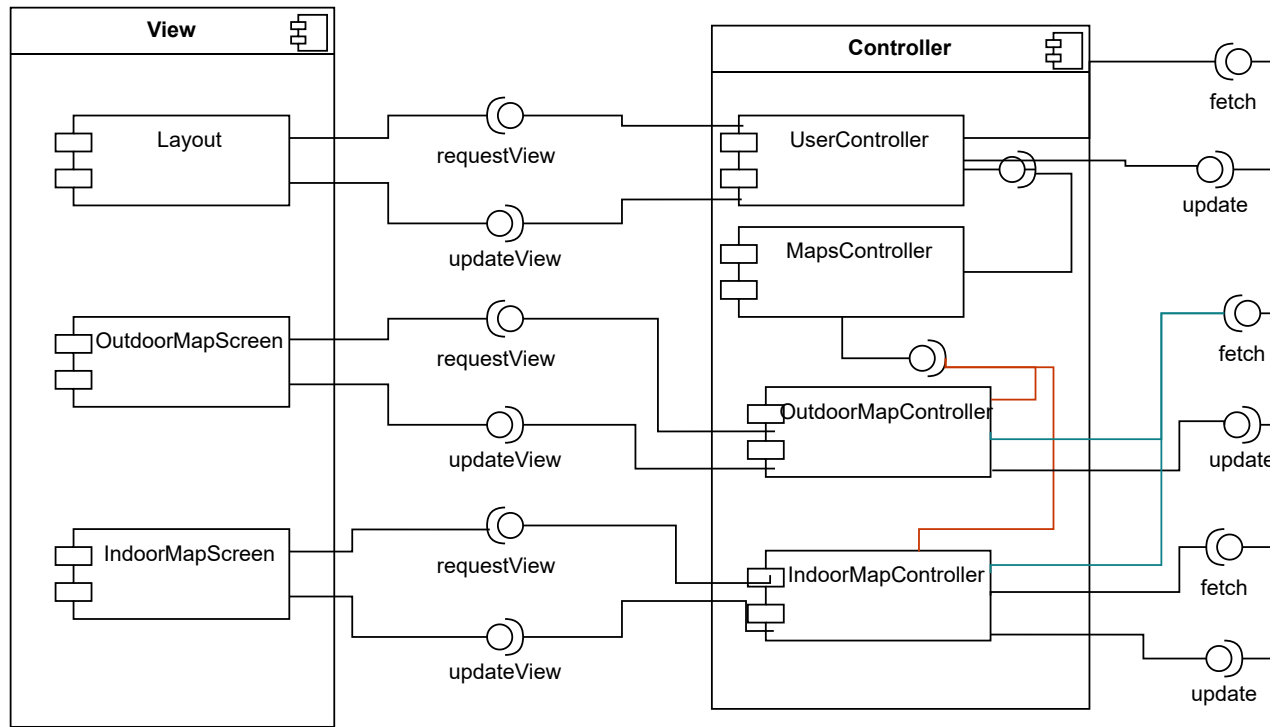 View
Controller
fetch
Layout
requestView
UserController
updateView
update
MapsController
OutdoorMapScreen
requestView
fetch
OutdoorMapController
updateView
update
IndoorMapScreen
requestView
IndoorMapController
fetch
updateView
update